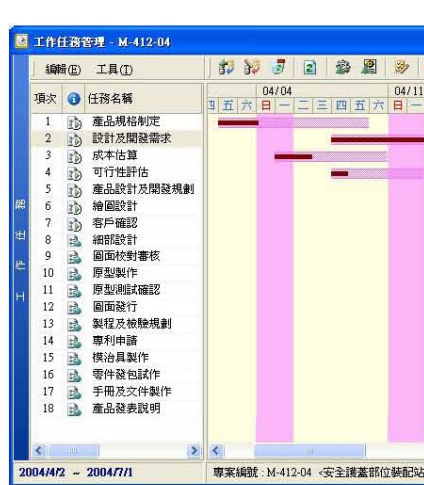 工作任務管理 - M-412-04
編輯(E) 工具(T)
項次 任務名稱
04/04 04/11
四 五 六 日 一 二 三 四 五 六 日 一
1 產品規格制定
2 設計及開發需求
3 成本估算
4 可行性評估
5 產品設計及開發規劃
6 繪圖設計
7 客戶確認
8 細部設計
9 圖面校對審核
10 原型製作
11 原型測試確認
12 圖面發行
13 製程及檢驗規劃
14 專利申請
15 模治具製作
16 零件發包試作
17 手冊及文件製作
18 產品發表說明
工作任務
2004/4/2 ~ 2004/7/1
專案編號 : M-412-04 <安全護蓋部位裝配站